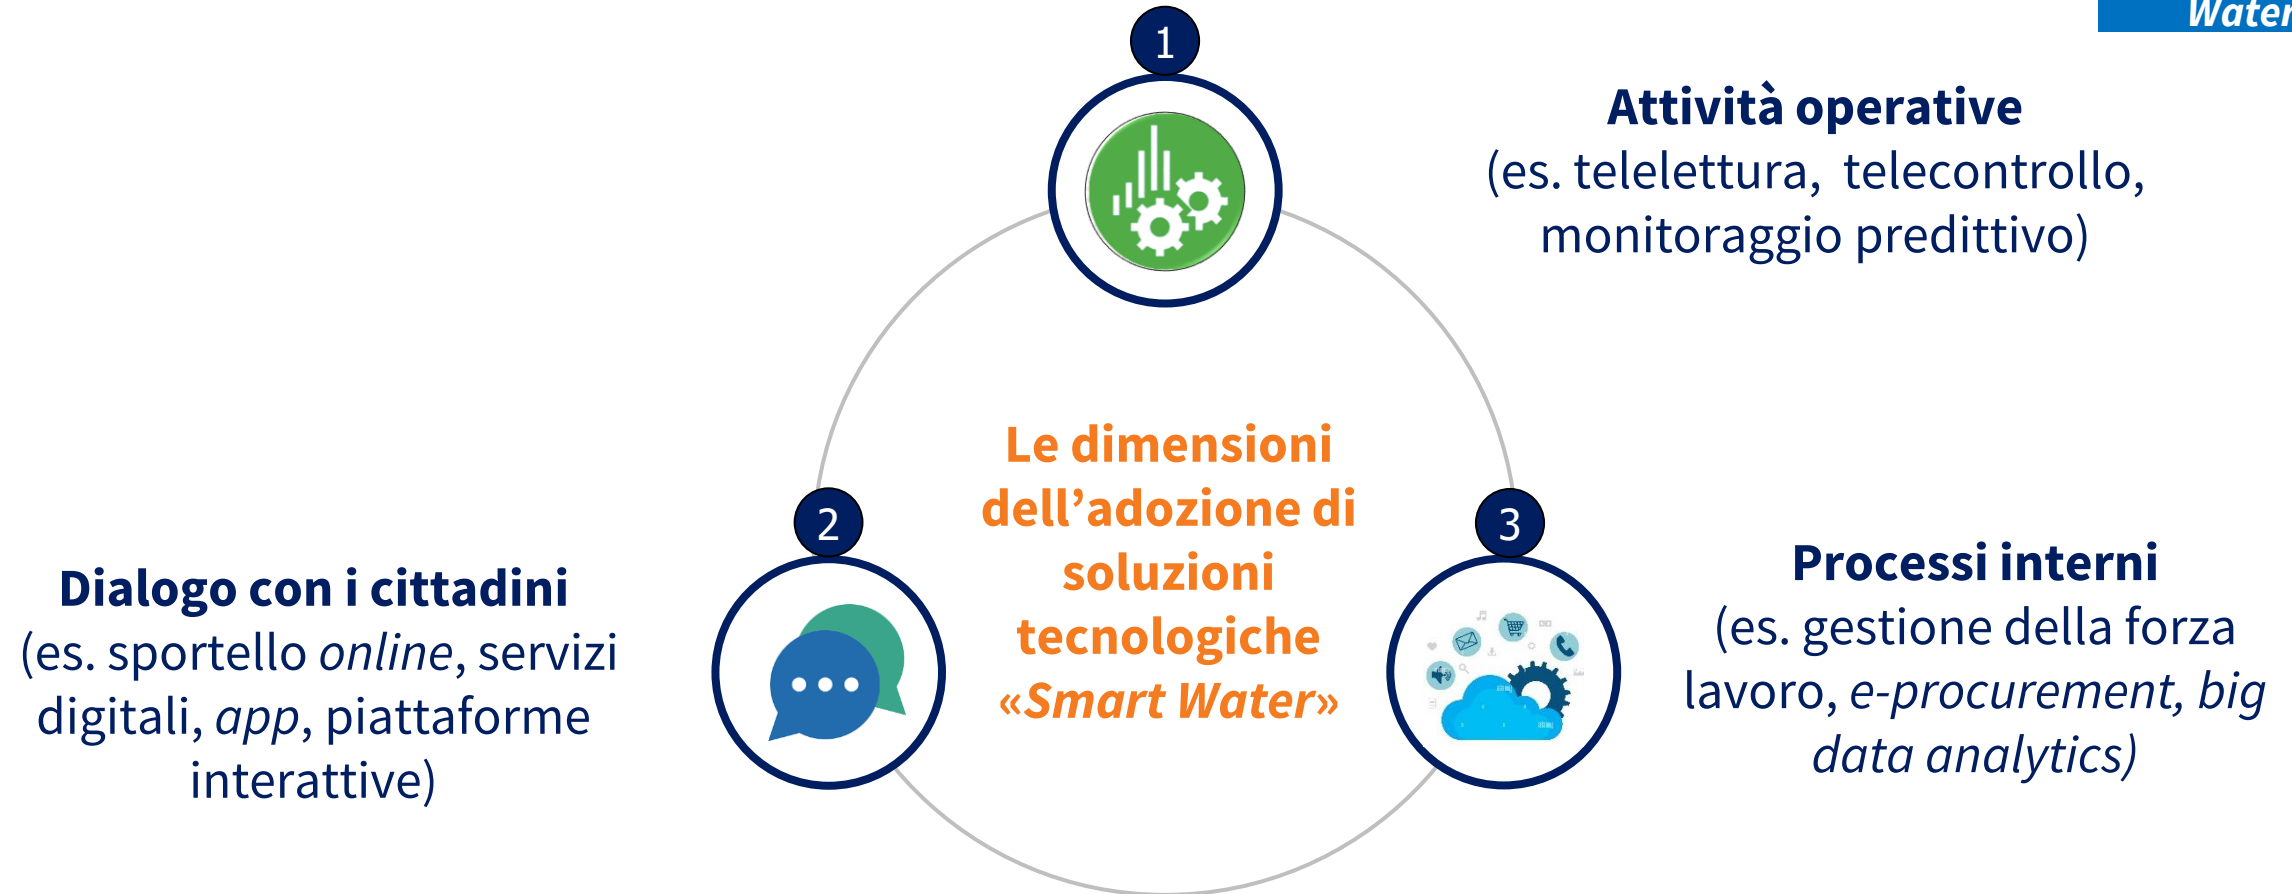 Water
1
Attività operative
(es. telelettura, telecontrollo,
monitoraggio predittivo)
Le dimensioni
dell’adozione di
soluzioni
tecnologiche
«Smart Water»
2
Dialogo con i cittadini
(es. sportello online, servizi
digitali, app, piattaforme
interattive)
3
Processi interni
(es. gestione della forza
lavoro, e-procurement, big
data analytics)